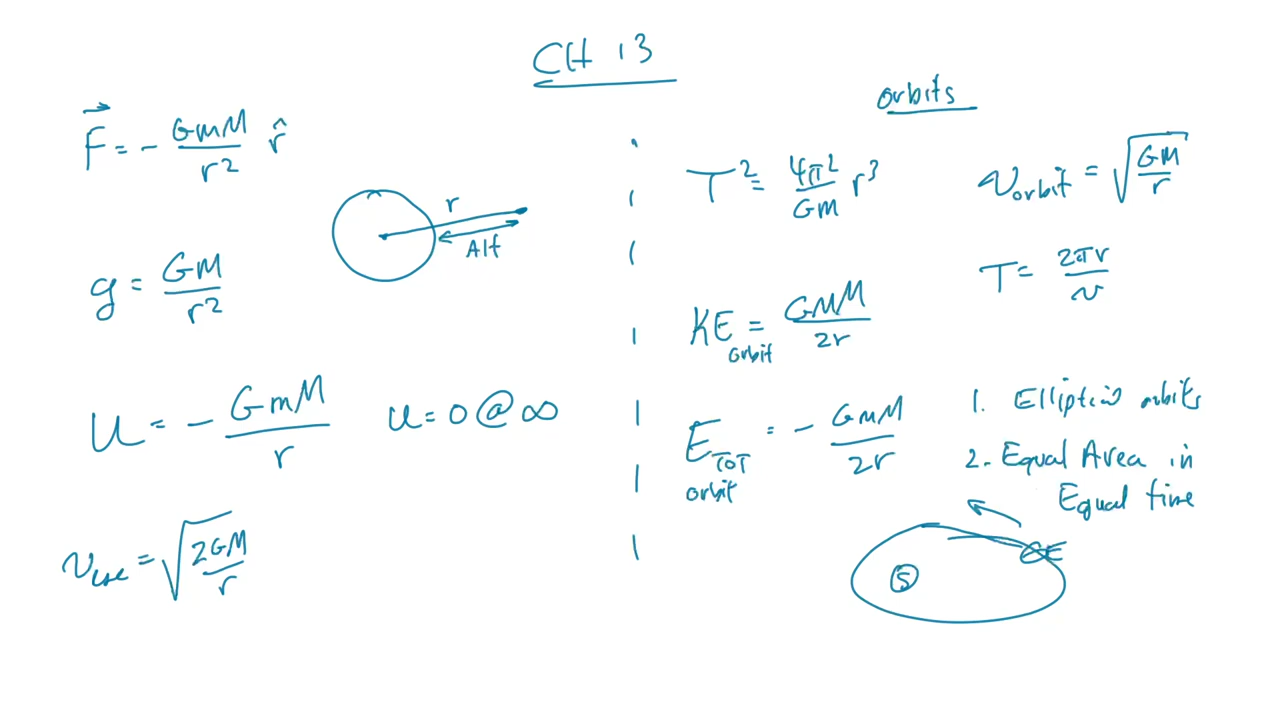 CH 13
F⃗ = - GmM/r² r̂
r
Alt
g = GM/r²
U = - GmM/r
U = 0 @ ∞
v_esc = √(2GM/r)
orbits
T² = 4π²/GM r³
v_orbit = √(GM/r)
T = 2πr/v
KE_orbit = GMM/2r
E_TOT orbit = - GMM/2r
1. Elliptical orbits
2. Equal Area in
Equal time
S
E